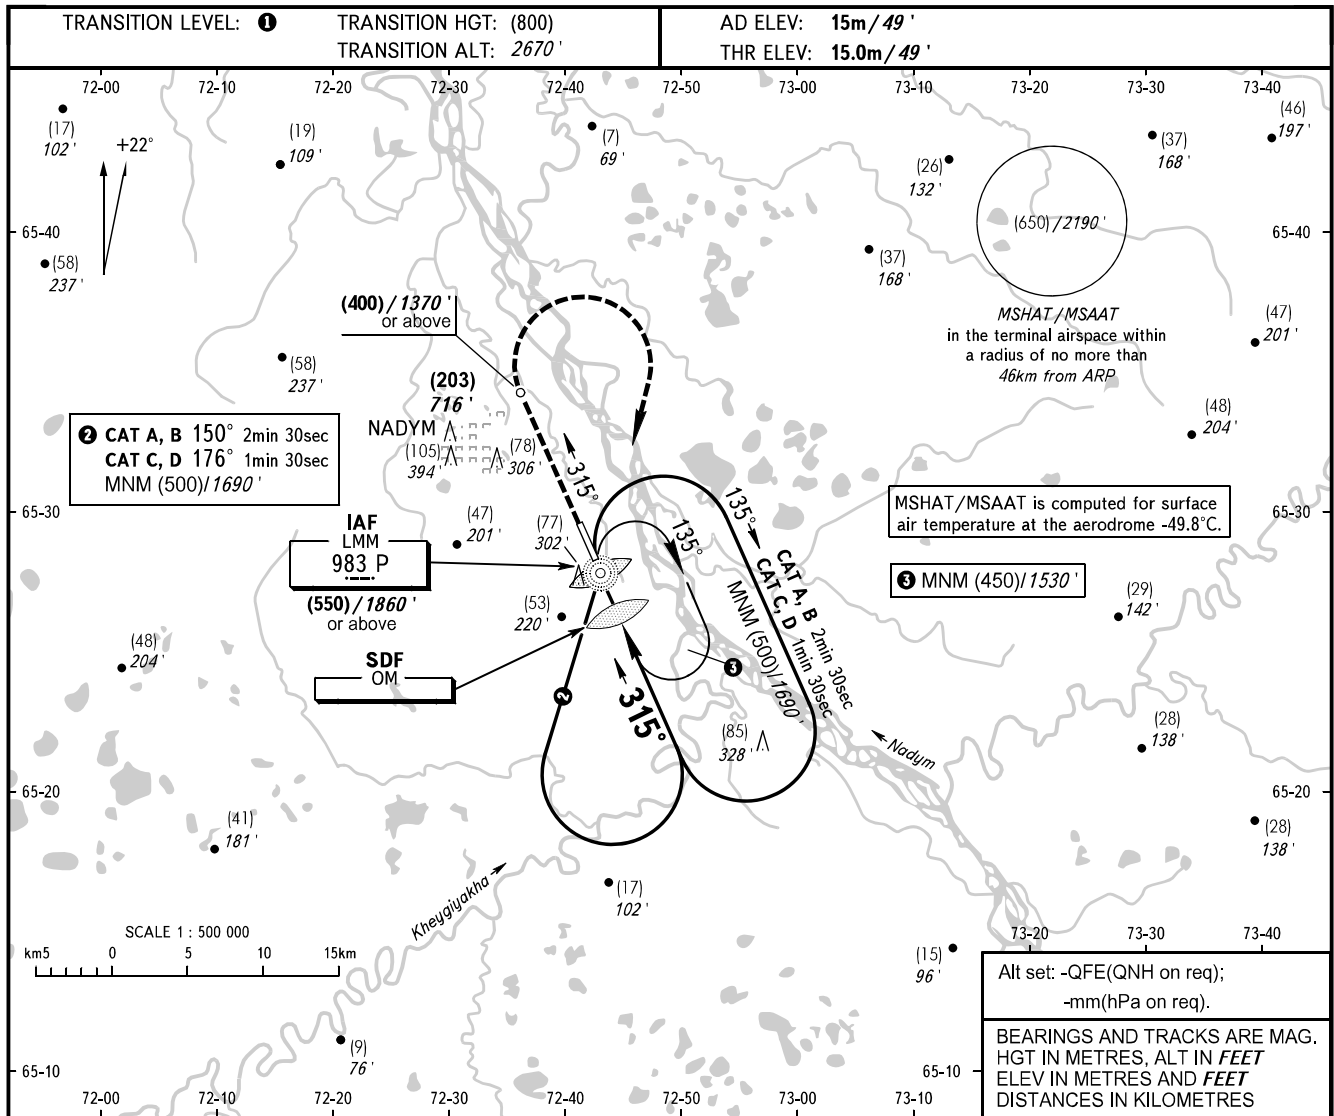 TRANSITION LEVEL: ❶ TRANSITION HGT: (800)
TRANSITION ALT: 2670 '
AD ELEV: 15m/49 '
THR ELEV: 15.0m/49 '
72-00 72-10 72-20 72-30 72-40 72-50 73-00 73-10 73-20 73-30 73-40
(17)
102 '
+22°
(19)
109 '
(7)
69 '
(26)
132 '
(37)
168 '
(46)
197 '
65-40
65-40
(58)
237 '
(37)
168 '
(650)/2190 '
MSHAT/MSAAT
in the terminal airspace within
a radius of no more than
46km from ARP
(47)
201 '
(400)/1370 '
or above
(58)
237 '
(203)
716 '
NADYM
(105)
394 '
(78)
306 '
(48)
204 '
❷ CAT A, B 150° 2min 30sec
CAT C, D 176° 1min 30sec
MNM (500)/1690 '
315°
MSHAT/MSAAT is computed for surface
air temperature at the aerodrome -49.8°C.
65-30
65-30
IAF
LMM
983 P
(550)/1860 '
or above
(47)
201 '
(77)
302 '
135°
135°
CAT A, B 2min 30sec
CAT C, D 1min 30sec
MNM (500)/1690 '
❸ MNM (450)/1530 '
(29)
142 '
(53)
220 '
(48)
204 '
SDF
OM
❷
❸
315°
(85)
328 '
Nadym
(28)
138 '
65-20
65-20
(41)
181 '
(28)
138 '
Kheygiyakha
(17)
102 '
SCALE 1 : 500 000
km5 0 5 10 15km
73-20 73-30 73-40
(15)
96 '
Alt set: -QFE(QNH on req);
-mm(hPa on req).
(9)
76 '
BEARINGS AND TRACKS ARE MAG.
HGT IN METRES, ALT IN FEET
ELEV IN METRES AND FEET
DISTANCES IN KILOMETRES
65-10
65-10
72-00 72-10 72-20 72-30 72-40 72-50 73-00 73-10